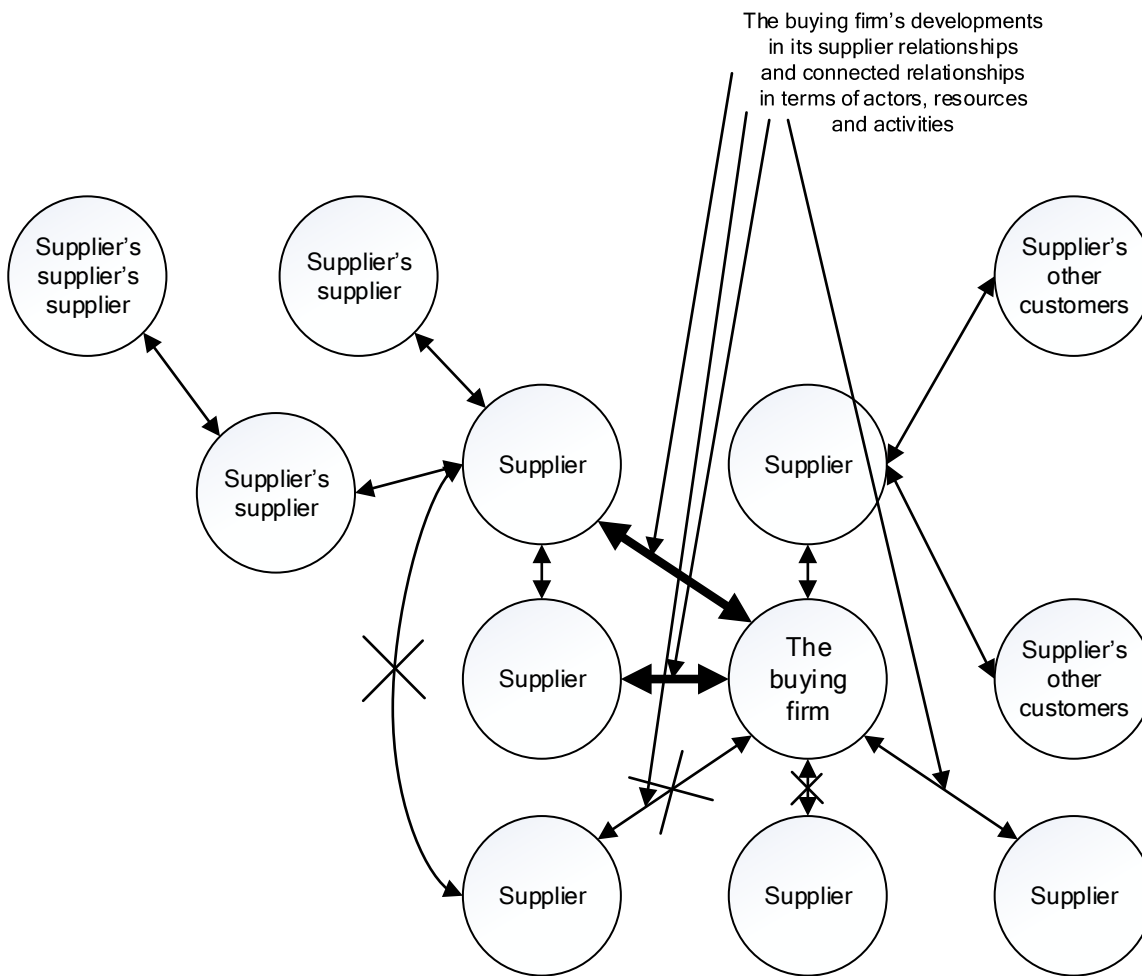 The buying firm's developments
in its supplier relationships
and connected relationships
in terms of actors, resources
and activities
Supplier's
supplier's
supplier
Supplier's
supplier
Supplier's
other
customers
Supplier's
supplier
Supplier
Supplier
Supplier
The
buying
firm
Supplier's
other
customers
Supplier
Supplier
Supplier